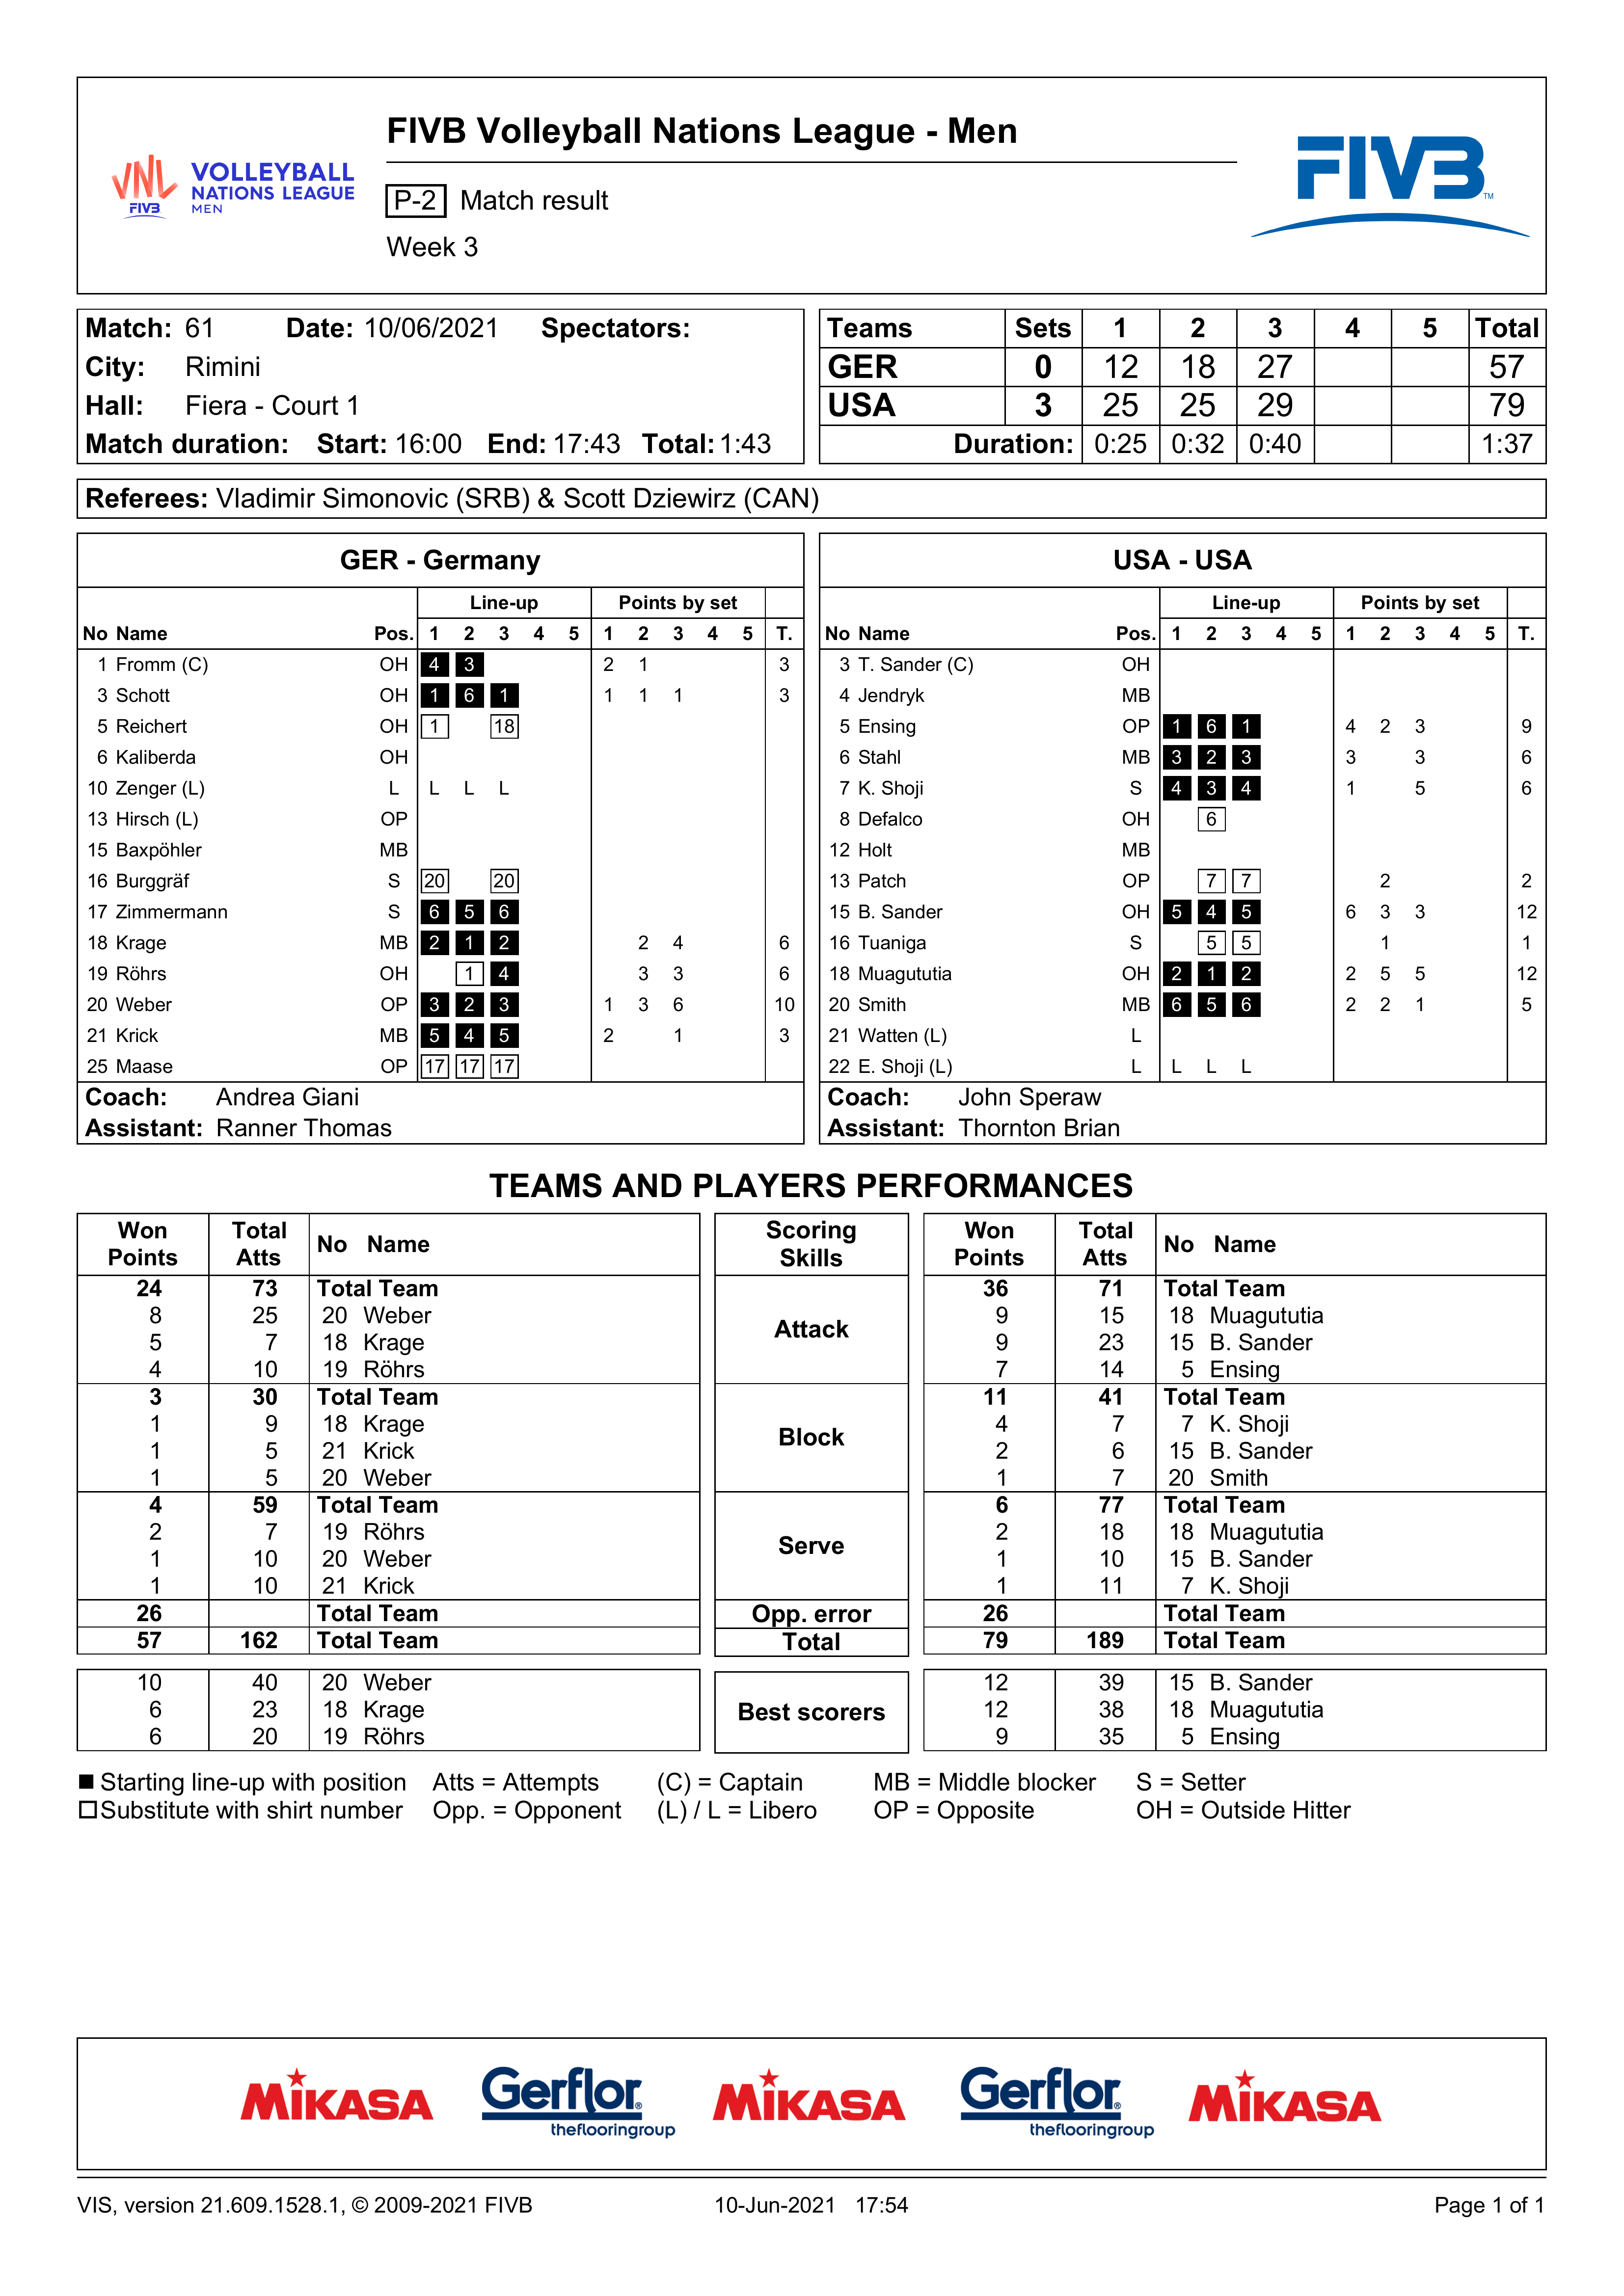 FIVB Volleyball Nations League - Men
VNL
FIVB
VOLLEYBALL
NATIONS LEAGUE
MEN
P-2 Match result
Week 3
FIVB TM
Match: 61 Date: 10/06/2021 Spectators:
City: Rimini
Hall: Fiera - Court 1
Match duration: Start: 16:00 End: 17:43 Total: 1:43
Teams Sets 1 2 3 4 5 Total
GER 0 12 18 27 57
USA 3 25 25 29 79
Duration: 0:25 0:32 0:40 1:37
Referees: Vladimir Simonovic (SRB) & Scott Dziewirz (CAN)
GER - Germany
Line-up Points by set
No Name Pos. 1 2 3 4 5 1 2 3 4 5 T.
1 Fromm (C) OH 4 3 2 1 3
3 Schott OH 1 6 1 1 1 1 3
5 Reichert OH 1 18
6 Kaliberda OH
10 Zenger (L) L L L L
13 Hirsch (L) OP
15 Baxpöhler MB
16 Burggräf S 20 20
17 Zimmermann S 6 5 6
18 Krage MB 2 1 2 2 4 6
19 Röhrs OH 1 4 3 3 6
20 Weber OP 3 2 3 1 3 6 10
21 Krick MB 5 4 5 2 1 3
25 Maase OP 17 17 17
Coach: Andrea Giani
Assistant: Ranner Thomas
USA - USA
Line-up Points by set
No Name Pos. 1 2 3 4 5 1 2 3 4 5 T.
3 T. Sander (C) OH
4 Jendryk MB
5 Ensing OP 1 6 1 4 2 3 9
6 Stahl MB 3 2 3 3 3 6
7 K. Shoji S 4 3 4 1 5 6
8 Defalco OH 6
12 Holt MB
13 Patch OP 7 7 2 2
15 B. Sander OH 5 4 5 6 3 3 12
16 Tuaniga S 5 5 1 1
18 Muagututia OH 2 1 2 2 5 5 12
20 Smith MB 6 5 6 2 2 1 5
21 Watten (L) L
22 E. Shoji (L) L L L L
Coach: John Speraw
Assistant: Thornton Brian
TEAMS AND PLAYERS PERFORMANCES
Won Points Total Atts No Name Scoring Skills Won Points Total Atts No Name
Attack
24 73 Total Team 36 71 Total Team
8 25 20 Weber 9 15 18 Muagututia
5 7 18 Krage 9 23 15 B. Sander
4 10 19 Röhrs 7 14 5 Ensing
Block
3 30 Total Team 11 41 Total Team
1 9 18 Krage 4 7 7 K. Shoji
1 5 21 Krick 2 6 15 B. Sander
1 5 20 Weber 1 7 20 Smith
Serve
4 59 Total Team 6 77 Total Team
2 7 19 Röhrs 2 18 18 Muagututia
1 10 20 Weber 1 10 15 B. Sander
1 10 21 Krick 1 11 7 K. Shoji
26 Total Team Opp. error 26 Total Team
57 162 Total Team Total 79 189 Total Team
Best scorers
10 40 20 Weber 12 39 15 B. Sander
6 23 18 Krage 12 38 18 Muagututia
6 20 19 Röhrs 9 35 5 Ensing
Starting line-up with position Atts = Attempts (C) = Captain MB = Middle blocker S = Setter
Substitute with shirt number Opp. = Opponent (L) / L = Libero OP = Opposite OH = Outside Hitter
MIKASA Gerflor® theflooringgroup MIKASA Gerflor® theflooringgroup MIKASA
VIS, version 21.609.1528.1, © 2009-2021 FIVB 10-Jun-2021 17:54 Page 1 of 1